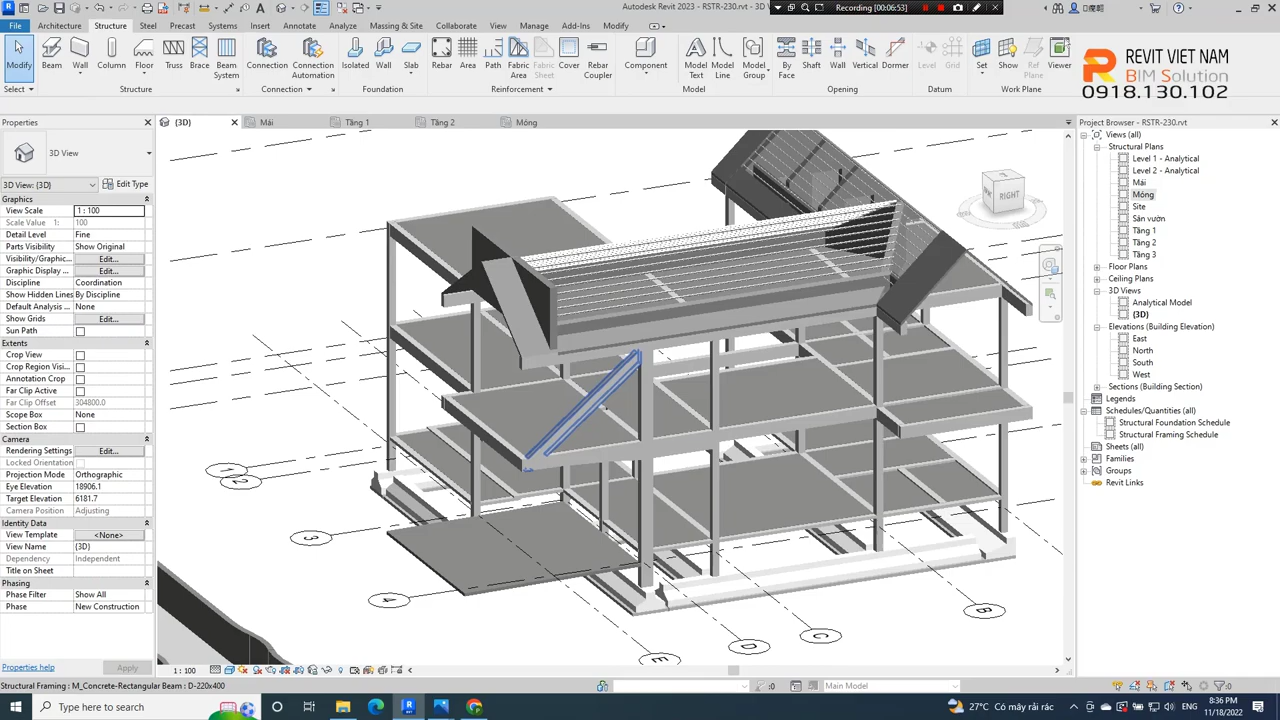 Autodesk Revit 2023 - RSTR-230.rvt - 3D View
Recording [00:06:53]
File Architecture Structure Steel Precast Systems Insert Annotate Analyze Massing & Site Collaborate View Manage Add-Ins Modify
Modify Beam Wall Column Floor Truss Brace Beam System Connection Connection Automation Isolated Wall Slab Rebar Area Path Fabric Area Fabric Sheet Cover Rebar Coupler Component Model Text Model Line Model Group By Face Shaft Wall Vertical Dormer Level Grid Set Show Ref Plane Viewer
Select Structure Connection Foundation Reinforcement Model Opening Datum Work Plane
REVIT VIET NAM
BIM Solution
0918.130.102
Properties
(3D) Mái Tầng 1 Tầng 2 Móng
Project Browser - RSTR-230.rvt
3D View
3D View: (3D) Edit Type
Graphics
View Scale 1 : 100
Scale Value 1: 100
Detail Level Fine
Parts Visibility Show Original
Visibility/Graphic... Edit...
Graphic Display ... Edit...
Discipline Coordination
Show Hidden Lines By Discipline
Default Analysis ... None
Show Grids Edit...
Sun Path
Extents
Crop View
Crop Region Visi...
Annotation Crop
Far Clip Active
Far Clip Offset 304800.0
Scope Box None
Section Box
Camera
Rendering Settings Edit...
Locked Orientation
Projection Mode Orthographic
Eye Elevation 18906.1
Target Elevation 6181.7
Camera Position Adjusting
Identity Data
View Template <None>
View Name {3D}
Dependency Independent
Title on Sheet
Phasing
Phase Filter Show All
Phase New Construction
Properties help Apply
RIGHT
1
2
3
4
E
D
C
B
Views (all)
Structural Plans
Level 1 - Analytical
Level 2 - Analytical
Mái
Móng
Site
Sân vườn
Tầng 1
Tầng 2
Tầng 3
Floor Plans
Ceiling Plans
3D Views
Analytical Model
(3D)
Elevations (Building Elevation)
East
North
South
West
Sections (Building Section)
Legends
Schedules/Quantities (all)
Structural Foundation Schedule
Structural Framing Schedule
Sheets (all)
Families
Groups
Revit Links
1 : 100
Structural Framing : M_Concrete-Rectangular Beam : D-220x400
:0
Main Model
:0
Type here to search
27°C Có mây rải rác
ENG
8:36 PM
11/18/2022